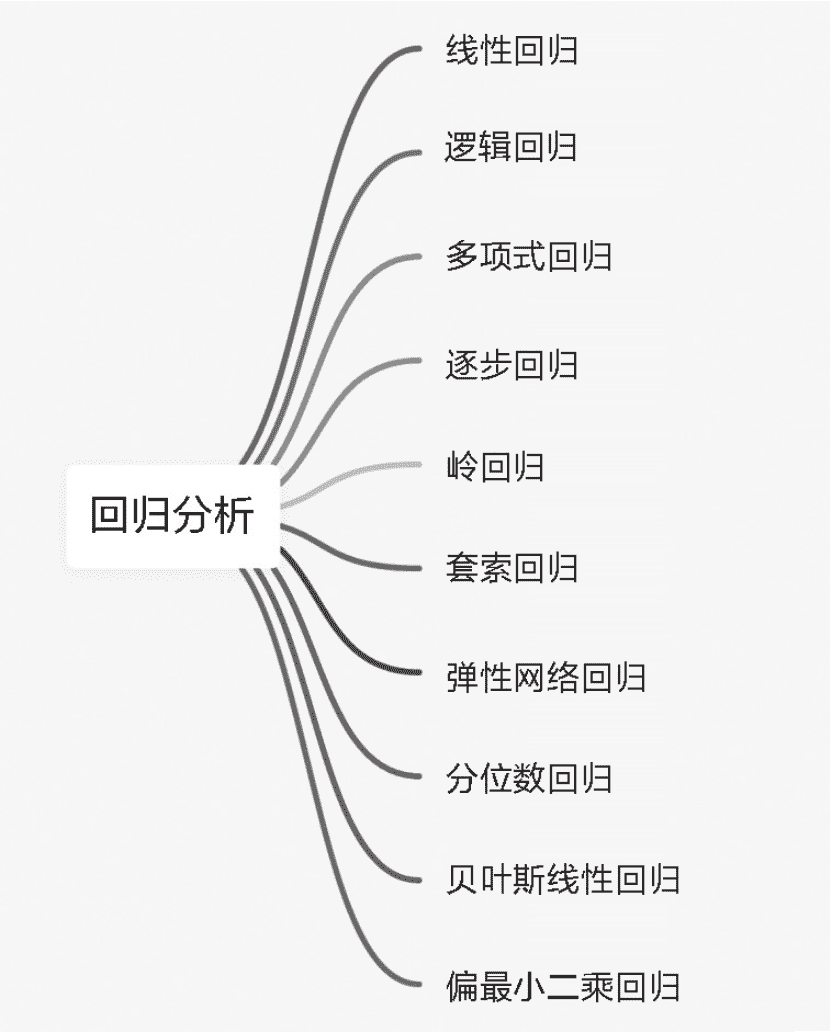 线性回归
逻辑回归
多项式回归
逐步回归
岭回归
回归分析
套索回归
弹性网络回归
分位数回归
贝叶斯线性回归
偏最小二乘回归